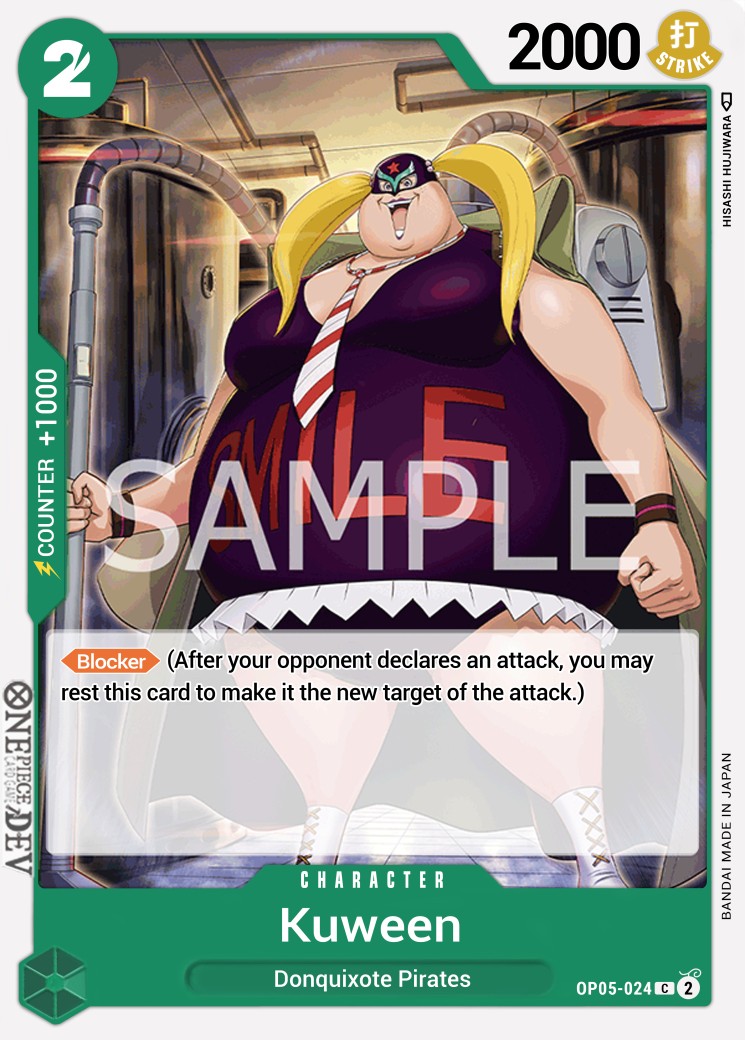 2
2000
打
STRIKE
HISASHI HUJIWARA
COUNTER +1000
SMILE
SAMPLE
Blocker (After your opponent declares an attack, you may
rest this card to make it the new target of the attack.)
ONE PIECE
CARD GAME
DEV
BANDAI MADE IN JAPAN
CHARACTER
Kuween
Donquixote Pirates
OP05-024 C 2